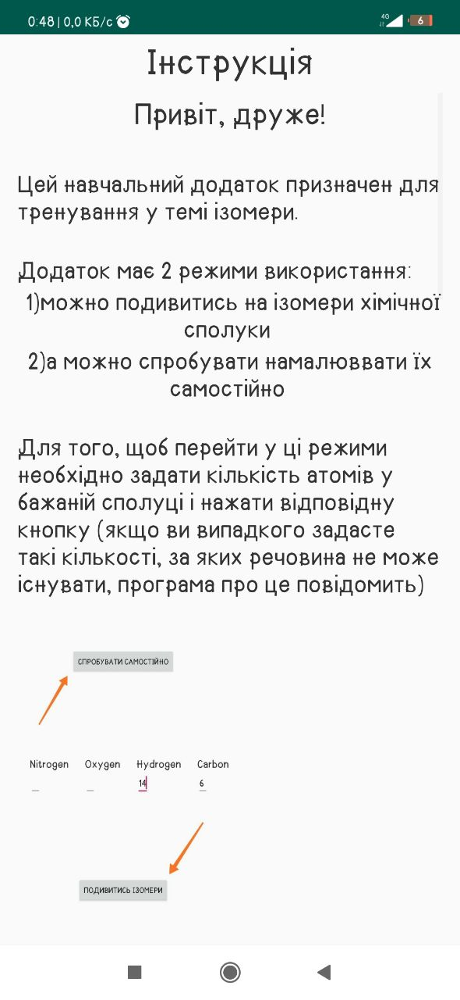 0:48 | 0,0 КБ/с
4G
6
Інструкція
Привіт, друже!
Цей навчальний додаток призначен для
тренування у темі ізомери.
Додаток має 2 режими використання:
1)можно подивитись на ізомери хімічної
сполуки
2)а можно спробувати намалюввати їх
самостійно
Для того, щоб перейти у ці режими
необхідно задати кількість атомів у
бажаній сполуці і нажати відповідну
кнопку (якщо ви випадкого задасте
такі кількості, за яких речовина не може
існувати, програма про це повідомить)
СПРОБУВАТИ САМОСТІЙНО
Nitrogen Oxygen Hydrogen Carbon
14 6
ПОДИВИТИСЬ ІЗОМЕРИ